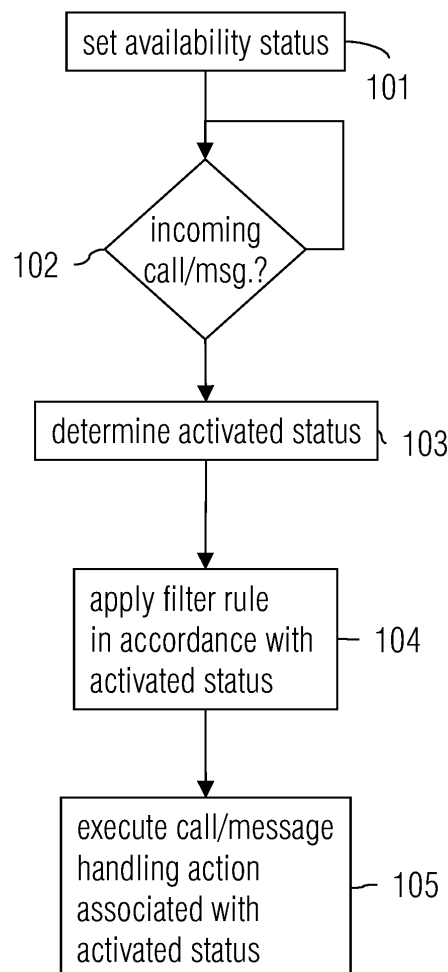 set availability status
101
incoming
call/msg.?
102
determine activated status
103
apply filter rule
in accordance with
activated status
104
execute call/message
handling action
associated with
activated status
105